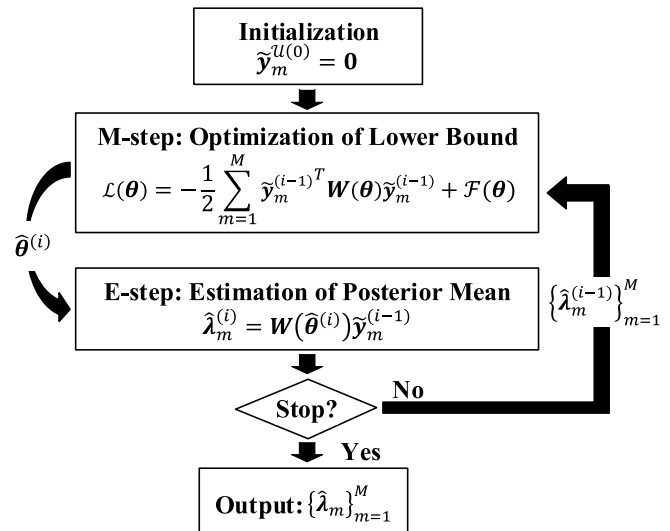 Initialization
ỹ_m^{𝒰(0)} = 0
M-step: Optimization of Lower Bound
ℒ(θ) = −1/2 ∑_{m=1}^{M} ỹ_m^{(i−1)^T} W(θ)ỹ_m^{(i−1)} + ℱ(θ)
θ̂^{(i)}
E-step: Estimation of Posterior Mean
λ̂_m^{(i)} = W(θ̂^{(i)})ỹ_m^{(i−1)}
{λ̂_m^{(i−1)}}_{m=1}^{M}
Stop?
No
Yes
Output: {λ̂_m}_{m=1}^{M}